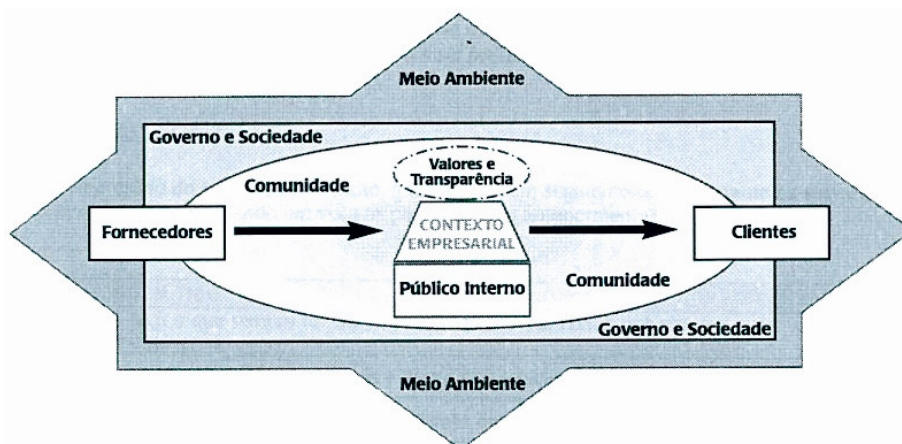 Meio Ambiente
Governo e Sociedade
Valores e
Transparência
Comunidade
Fornecedores
CONTEXTO
EMPRESARIAL
Clientes
Público Interno
Comunidade
Governo e Sociedade
Meio Ambiente